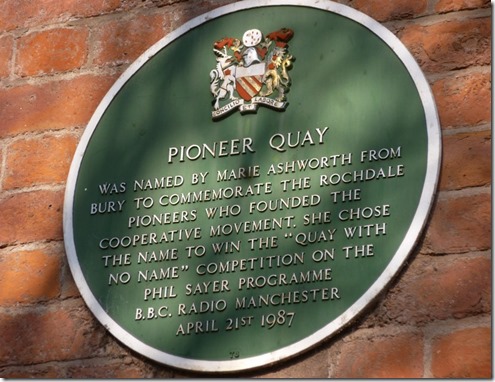 CONCILIO ET LABORE
PIONEER QUAY
WAS NAMED BY MARIE ASHWORTH FROM
BURY TO COMMEMORATE THE ROCHDALE
PIONEERS WHO FOUNDED THE
COOPERATIVE MOVEMENT. SHE CHOSE
THE NAME TO WIN THE "QUAY WITH
NO NAME" COMPETITION ON THE
PHIL SAYER PROGRAMME
B.B.C. RADIO MANCHESTER
APRIL 21ST 1987